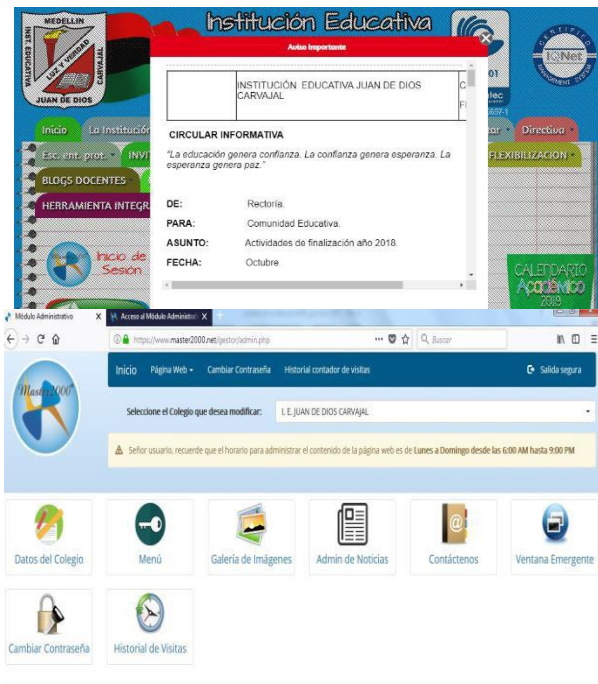 MEDELLIN
INST. EDUCATIVA
LUZ Y VERDAD
CARVAJAL
JUAN DE DIOS
Institución Educativa
Aviso Importante
IQNet
MANAGEMENT SYSTEM
Inicio
La Institución
Directiva
Esc. ent. prot.
BLOGS DOCENTES
Inicio de
Sesión
INSTITUCIÓN EDUCATIVA JUAN DE DIOS
CARVAJAL
CIRCULAR INFORMATIVA
"La educación genera confianza. La confianza genera esperanza. La
esperanza genera paz."
DE: Rectoría.
PARA: Comunidad Educativa.
ASUNTO: Actividades de finalización año 2018.
FECHA: Octubre
CALENDARIO
Académico
2018
Módulo Administrativo X
Acceso al Módulo Administrati X
https://www.master2000.net/gestor/admin.php
Buscar
Master2000
Inicio Página Web Cambiar Contraseña Historial contador de visitas Salida segura
Seleccione el Colegio que desea modificar: I. E. JUAN DE DIOS CARVAJAL
Señor usuario, recuerde que el horario para administrar el contenido de la página web es de Lunes a Domingo desde las 6:00 AM hasta 9:00 PM
Datos del Colegio
Menú
Galería de Imágenes
Admin de Noticias
Contáctenos
Ventana Emergente
Cambiar Contraseña
Historial de Visitas